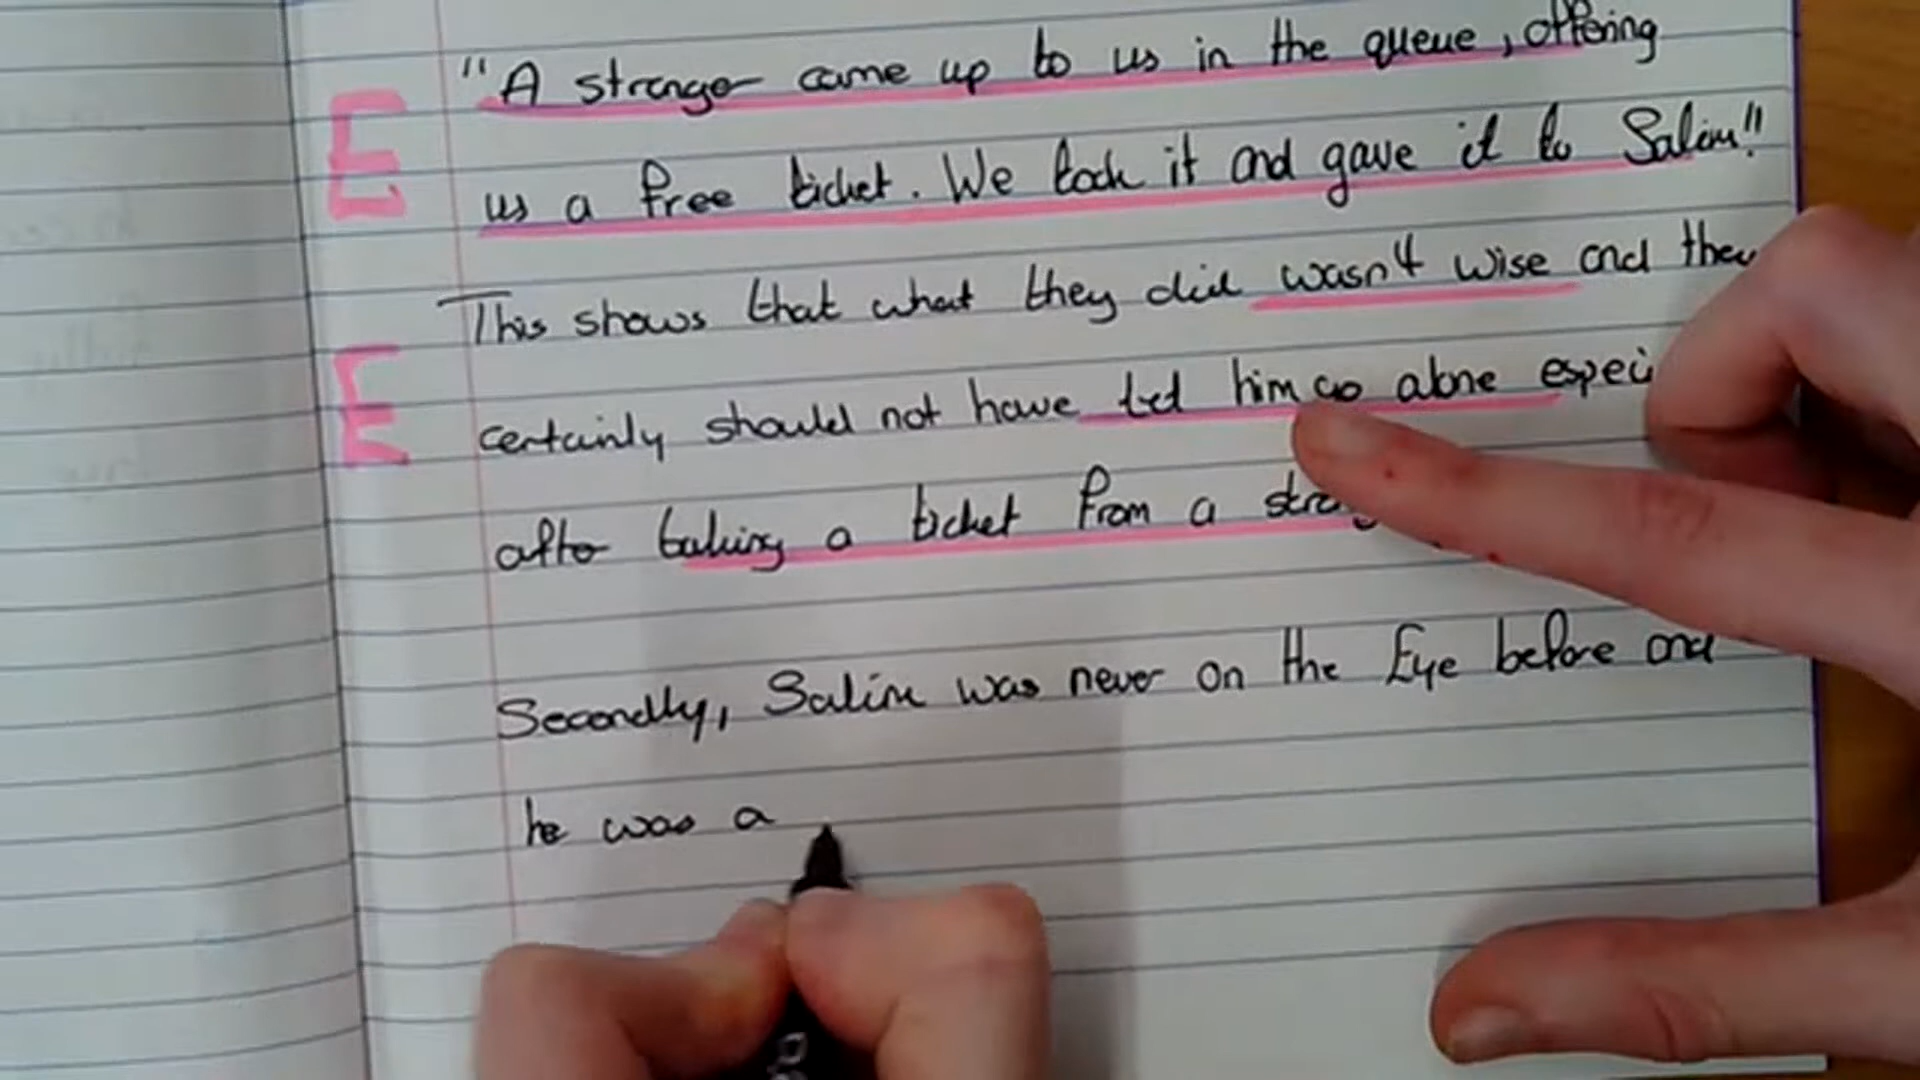 "A stranger came up to us in the queue, offering
E us a free ticket. We took it and gave it to Salim"
This shows that what they did wasn't wise and they
E certainly should not have let him go alone
after taking a ticket from a
Secondly, Salim was never on the Eye before and
he was a